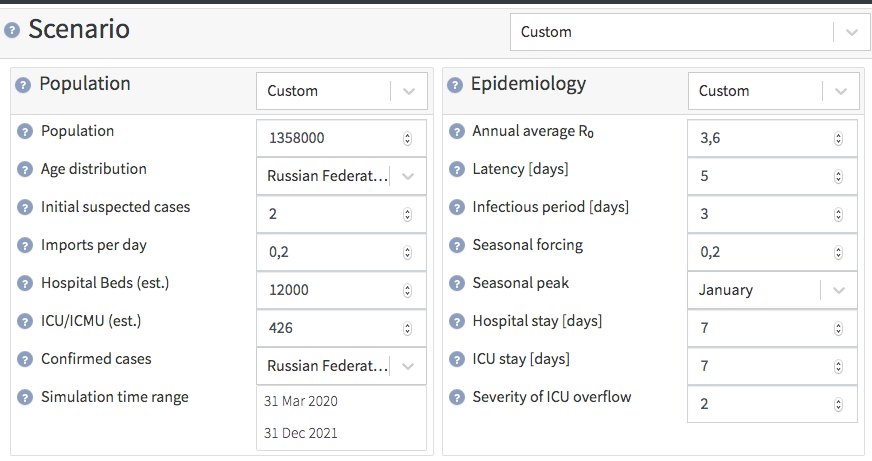 Scenario
Custom
Population
Custom
Population
1358000
Age distribution
Russian Federat...
Initial suspected cases
2
Imports per day
0,2
Hospital Beds (est.)
12000
ICU/ICMU (est.)
426
Confirmed cases
Russian Federat...
Simulation time range
31 Mar 2020
31 Dec 2021
Epidemiology
Custom
Annual average R₀
3,6
Latency [days]
5
Infectious period [days]
3
Seasonal forcing
0,2
Seasonal peak
January
Hospital stay [days]
7
ICU stay [days]
7
Severity of ICU overflow
2